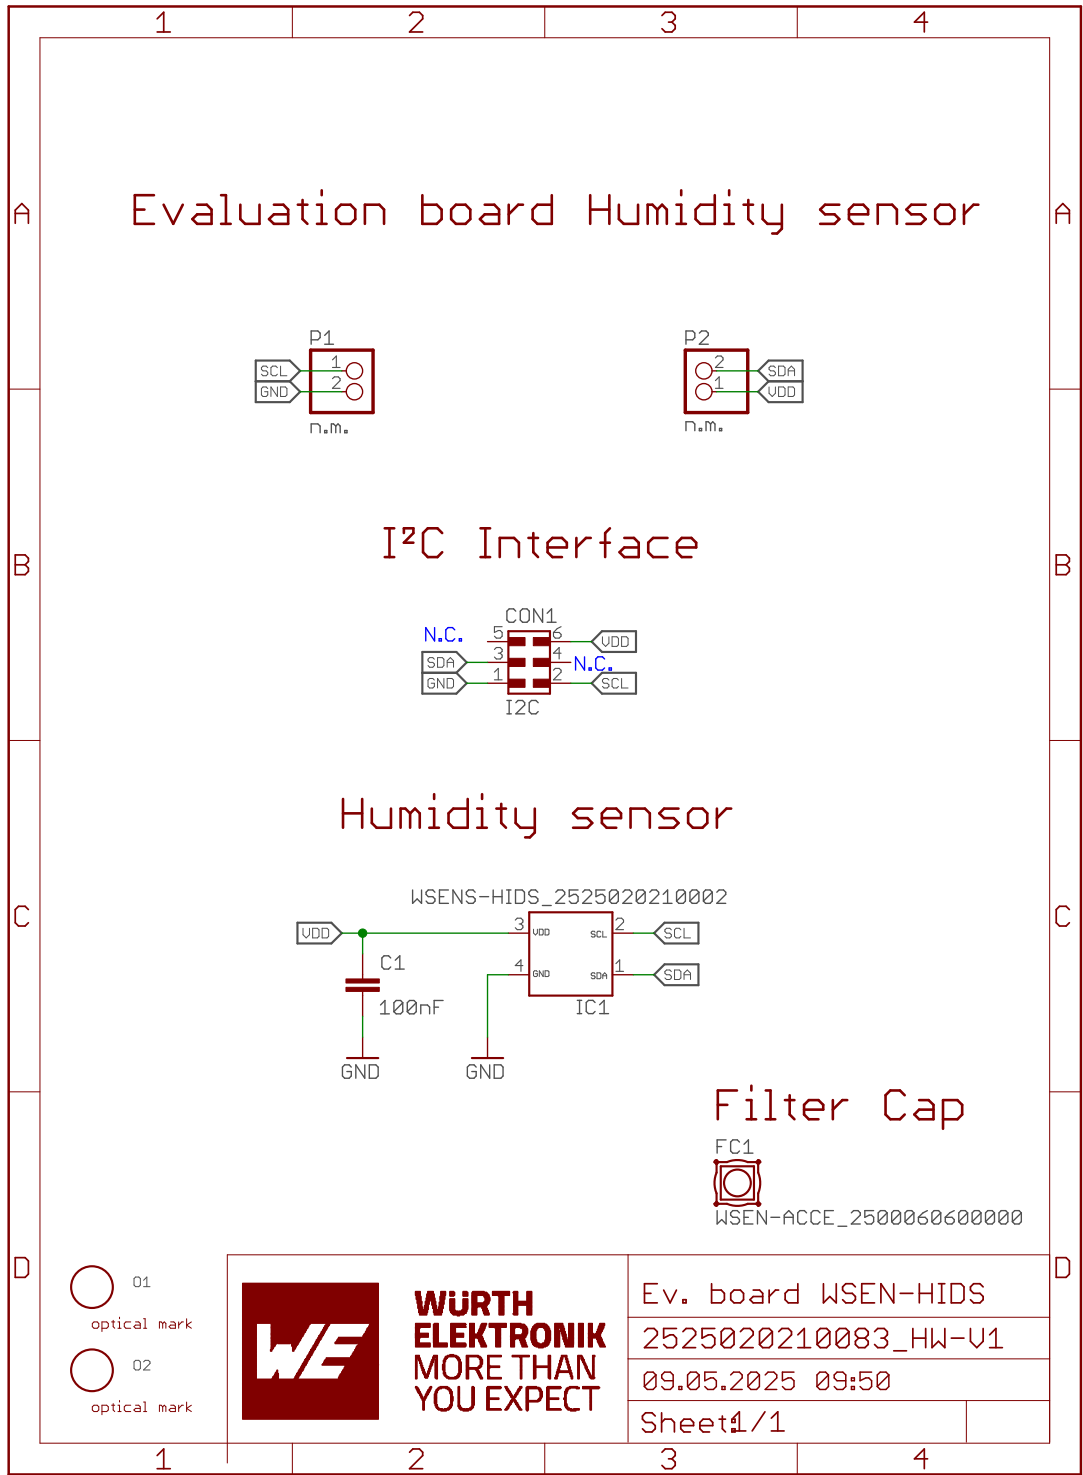 1 2 3 4
A A
Evaluation board Humidity sensor
P1 P2
SCL 1 2 SDA
GND 2 1 VDD
n.m. n.m.
I²C Interface
B B
CON1
N.C. 5 6 VDD
SDA 3 4 N.C.
GND 1 2 SCL
I2C
Humidity sensor
WSENS-HIDS_2525020210002
C C
VDD 3 VDD SCL 2 SCL
C1 4 GND SDA 1 SDA
100nF IC1
GND GND
Filter Cap
FC1
WSEN-ACCE_2500060600000
D D
O1
optical mark
O2
optical mark
WE
WÜRTH
ELEKTRONIK
MORE THAN
YOU EXPECT
Ev. board WSEN-HIDS
2525020210083_HW-V1
09.05.2025 09:50
Sheet:1/1
1 2 3 4